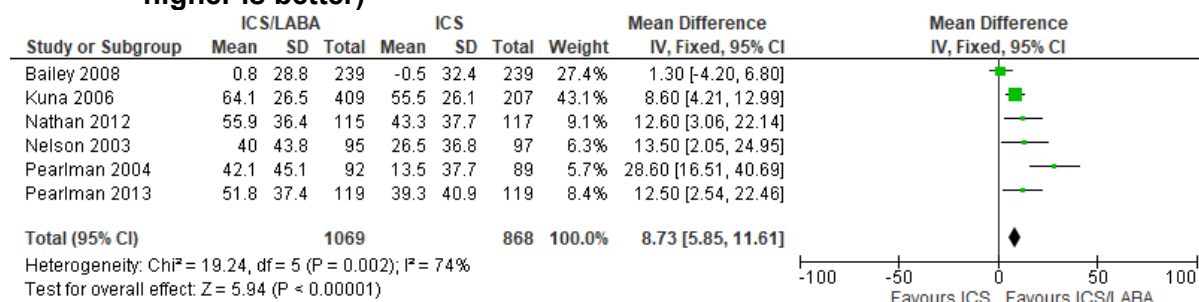 higher is better)
ICS/LABA ICS Mean Difference Mean Difference
Study or Subgroup Mean SD Total Mean SD Total Weight IV, Fixed, 95% CI IV, Fixed, 95% CI
Bailey 2008 0.8 28.8 239 -0.5 32.4 239 27.4% 1.30 [-4.20, 6.80]
Kuna 2006 64.1 26.5 409 55.5 26.1 207 43.1% 8.60 [4.21, 12.99]
Nathan 2012 55.9 36.4 115 43.3 37.7 117 9.1% 12.60 [3.06, 22.14]
Nelson 2003 40 43.8 95 26.5 36.8 97 6.3% 13.50 [2.05, 24.95]
Pearlman 2004 42.1 45.1 92 13.5 37.7 89 5.7% 28.60 [16.51, 40.69]
Pearlman 2013 51.8 37.4 119 39.3 40.9 119 8.4% 12.50 [2.54, 22.46]
Total (95% CI) 1069 868 100.0% 8.73 [5.85, 11.61]
Heterogeneity: Chi² = 19.24, df = 5 (P = 0.002); I² = 74%
Test for overall effect: Z = 5.94 (P < 0.00001)
-100 -50 0 50 100
Favours ICS Favours ICS/LABA